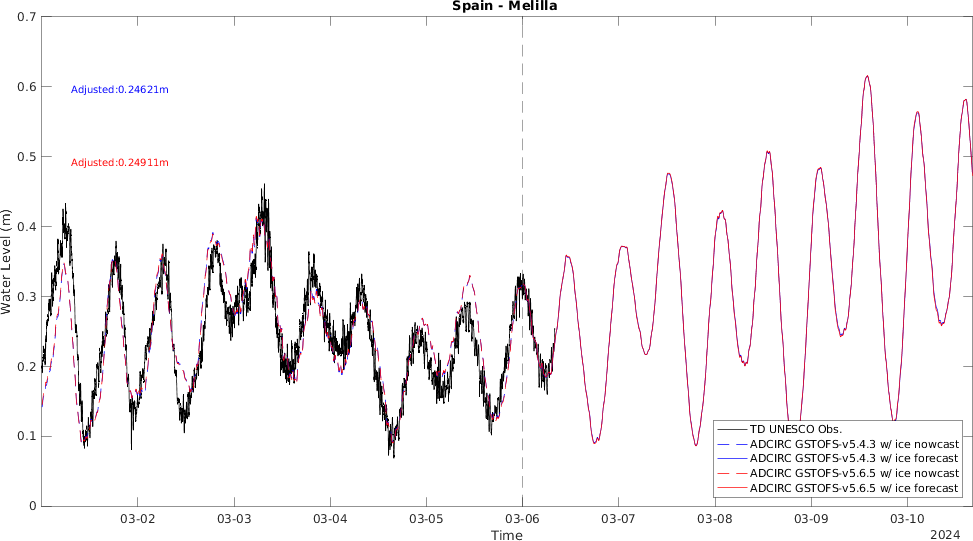 Spain - Melilla
0.7
0.6
0.5
0.4
0.3
0.2
0.1
0
Water Level (m)
Adjusted:0.24621m
Adjusted:0.24911m
TD UNESCO Obs.
ADCIRC GSTOFS-v5.4.3 w/ ice nowcast
ADCIRC GSTOFS-v5.4.3 w/ ice forecast
ADCIRC GSTOFS-v5.6.5 w/ ice nowcast
ADCIRC GSTOFS-v5.6.5 w/ ice forecast
03-02 03-03 03-04 03-05 03-06 03-07 03-08 03-09 03-10
Time
2024